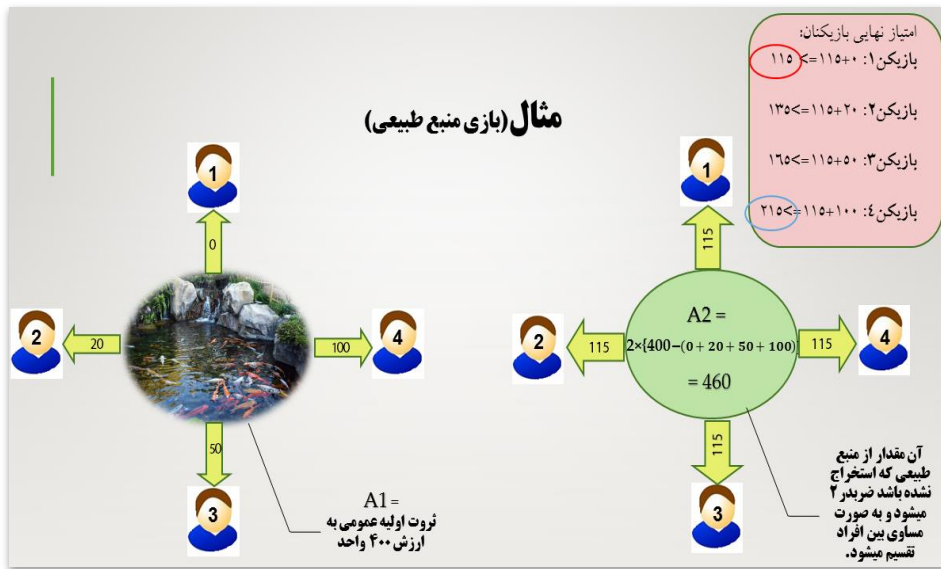 امتیاز نهایی بازیکنان:
بازیکن۱: ۰+۱۱۵=> ۱۱۵
بازیکن۲: ۲۰+۱۱۵=>۱۳۵
بازیکن۳: ۵۰+۱۱۵=>۱٦۵
بازیکن٤: ۱۰۰+۱۱۵=>۲۱۵
مثال(بازی منبع طبیعی)
1
0
2
20
100
4
50
3
A1 =
ثروت اولیه عمومی به
ارزش ۴۰۰ واحد
1
115
2
115
A2 =
2×{400−(0 + 20 + 50 + 100)
= 460
115
4
115
3
آن مقدار از منبع
طبیعی که استخراج
نشده باشد ضربدر ۲
میشود و به صورت
مساوی بین افراد
تقسیم میشود.